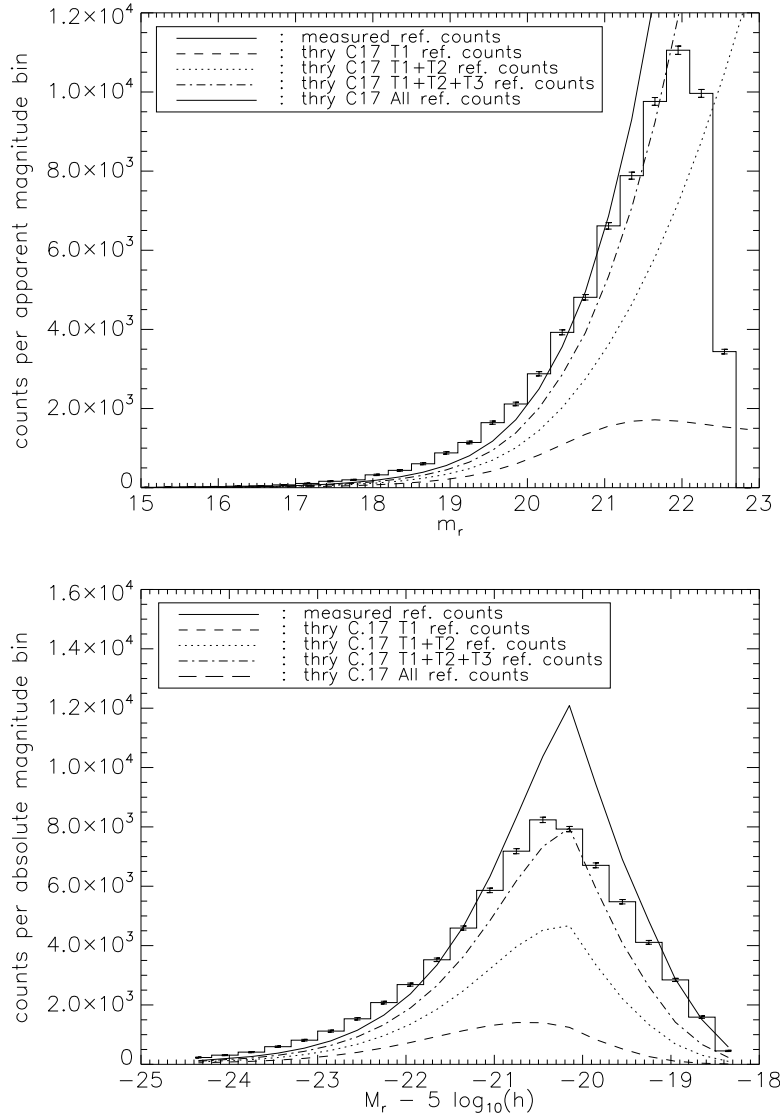 1.2×10⁴
1.0×10⁴
8.0×10³
6.0×10³
4.0×10³
2.0×10³
0
counts per apparent magnitude bin
: measured ref. counts
: thry C17 T1 ref. counts
: thry C17 T1+T2 ref. counts
: thry C17 T1+T2+T3 ref. counts
: thry C17 All ref. counts
15 16 17 18 19 20 21 22 23
mᵣ
1.6×10⁴
1.4×10⁴
1.2×10⁴
1.0×10⁴
8.0×10³
6.0×10³
4.0×10³
2.0×10³
0
counts per absolute magnitude bin
: measured ref. counts
: thry C.17 T1 ref. counts
: thry C.17 T1+T2 ref. counts
: thry C.17 T1+T2+T3 ref. counts
: thry C.17 All ref. counts
−25 −24 −23 −22 −21 −20 −19 −18
Mᵣ − 5 log₁₀(h)